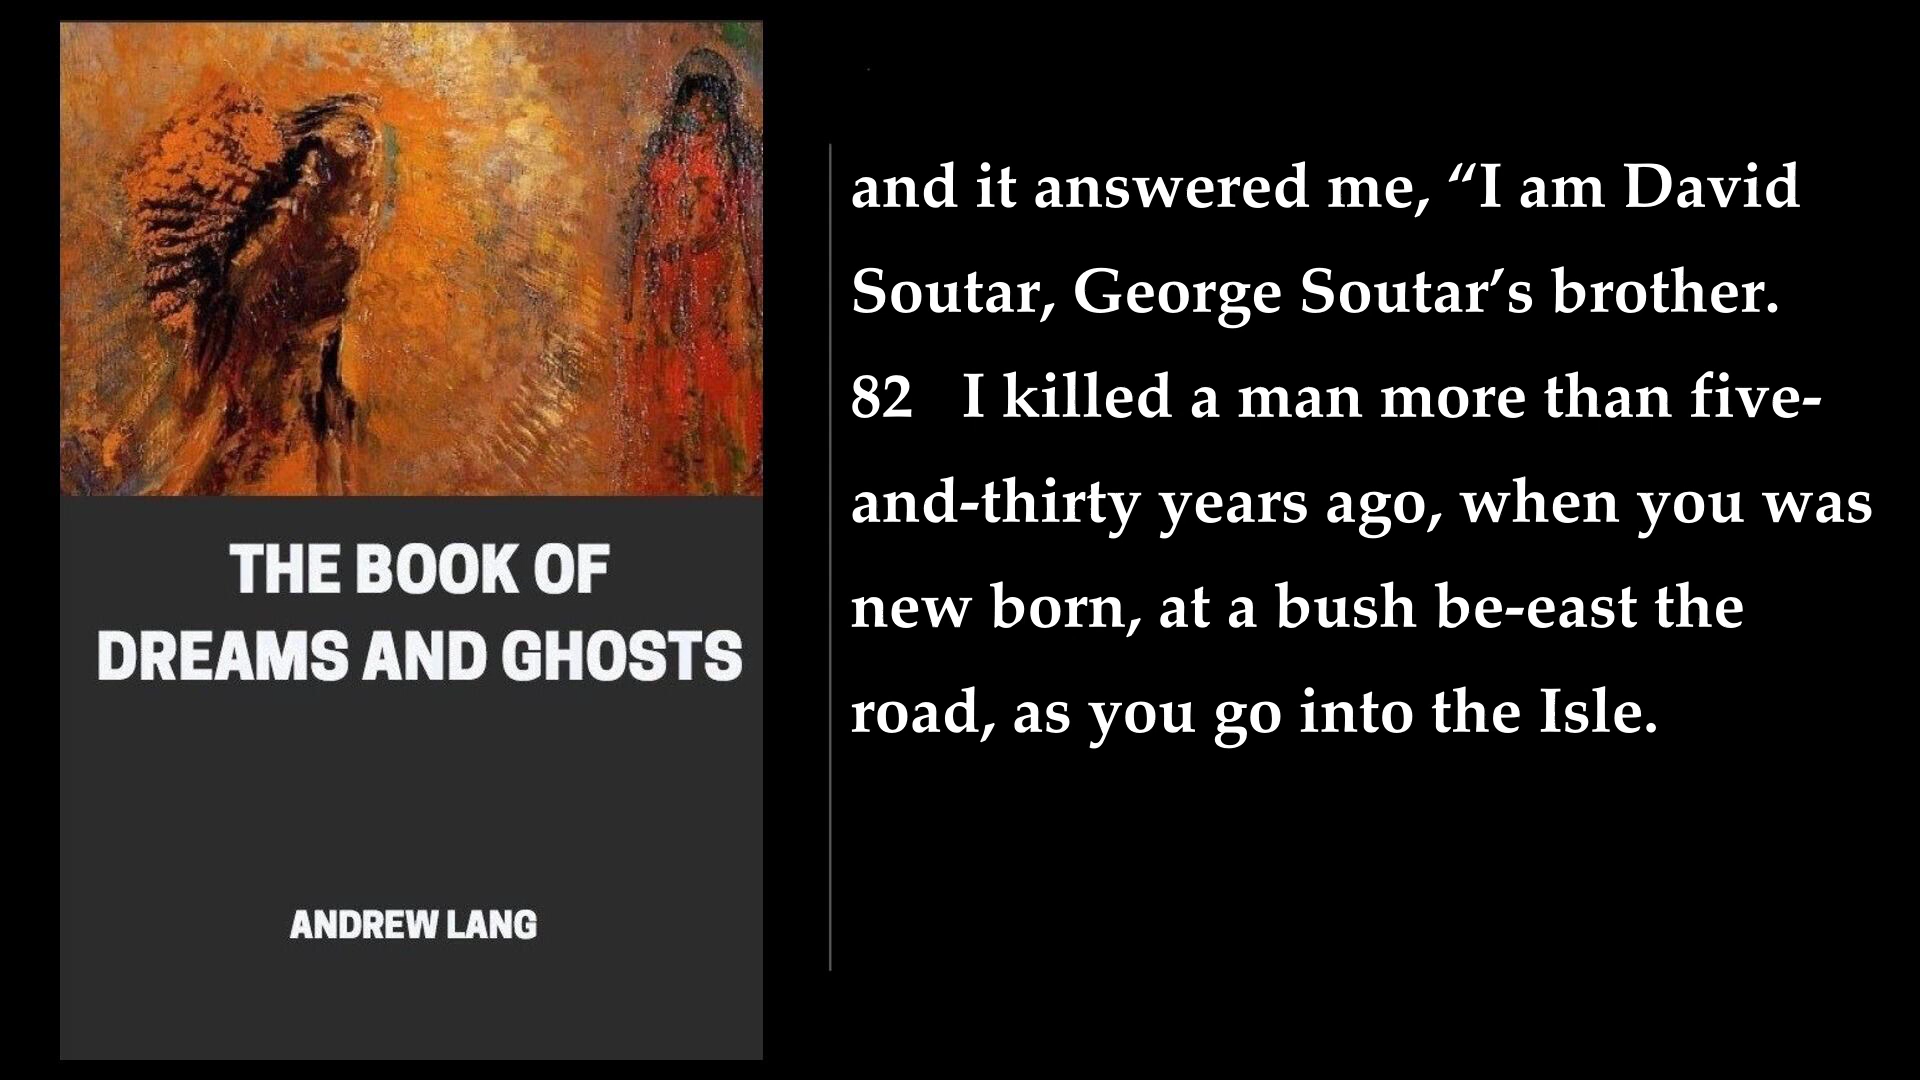 THE BOOK OF
DREAMS AND GHOSTS
ANDREW LANG
and it answered me, “I am David
Soutar, George Soutar’s brother.
82 I killed a man more than five-
and-thirty years ago, when you was
new born, at a bush be-east the
road, as you go into the Isle.